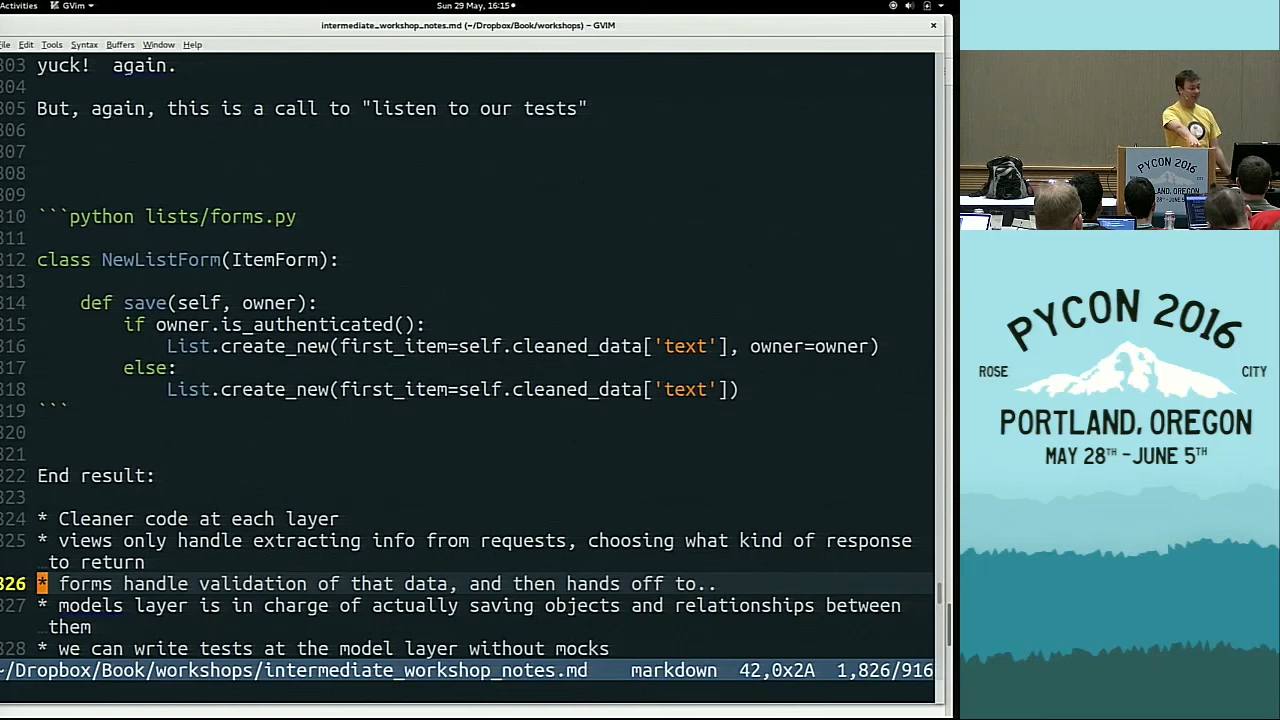 Activities GVim
Sun 29 May, 16:15
intermediate_workshop_notes.md (~/Dropbox/Book/workshops) – GVIM
File Edit Tools Syntax Buffers Window Help
803 yuck!  again.
804
805 But, again, this is a call to "listen to our tests"
806
807
808
809
810 ```python lists/forms.py
811
812 class NewListForm(ItemForm):
813
814     def save(self, owner):
815         if owner.is_authenticated():
816             List.create_new(first_item=self.cleaned_data['text'], owner=owner)
817         else:
818             List.create_new(first_item=self.cleaned_data['text'])
819 ```
820
821
822 End result:
823
824 * Cleaner code at each layer
825 * views only handle extracting info from requests, choosing what kind of response
to return
826 * forms handle validation of that data, and then hands off to..
827 * models layer is in charge of actually saving objects and relationships between
them
828 * we can write tests at the model layer without mocks
~/Dropbox/Book/workshops/intermediate_workshop_notes.md markdown 42,0x2A 1,826/916
PYCON 2016
PORTLAND, OREGON
MAY 28TH - JUNE 5TH
PYCON 2016
ROSE CITY
PORTLAND, OREGON
MAY 28TH - JUNE 5TH